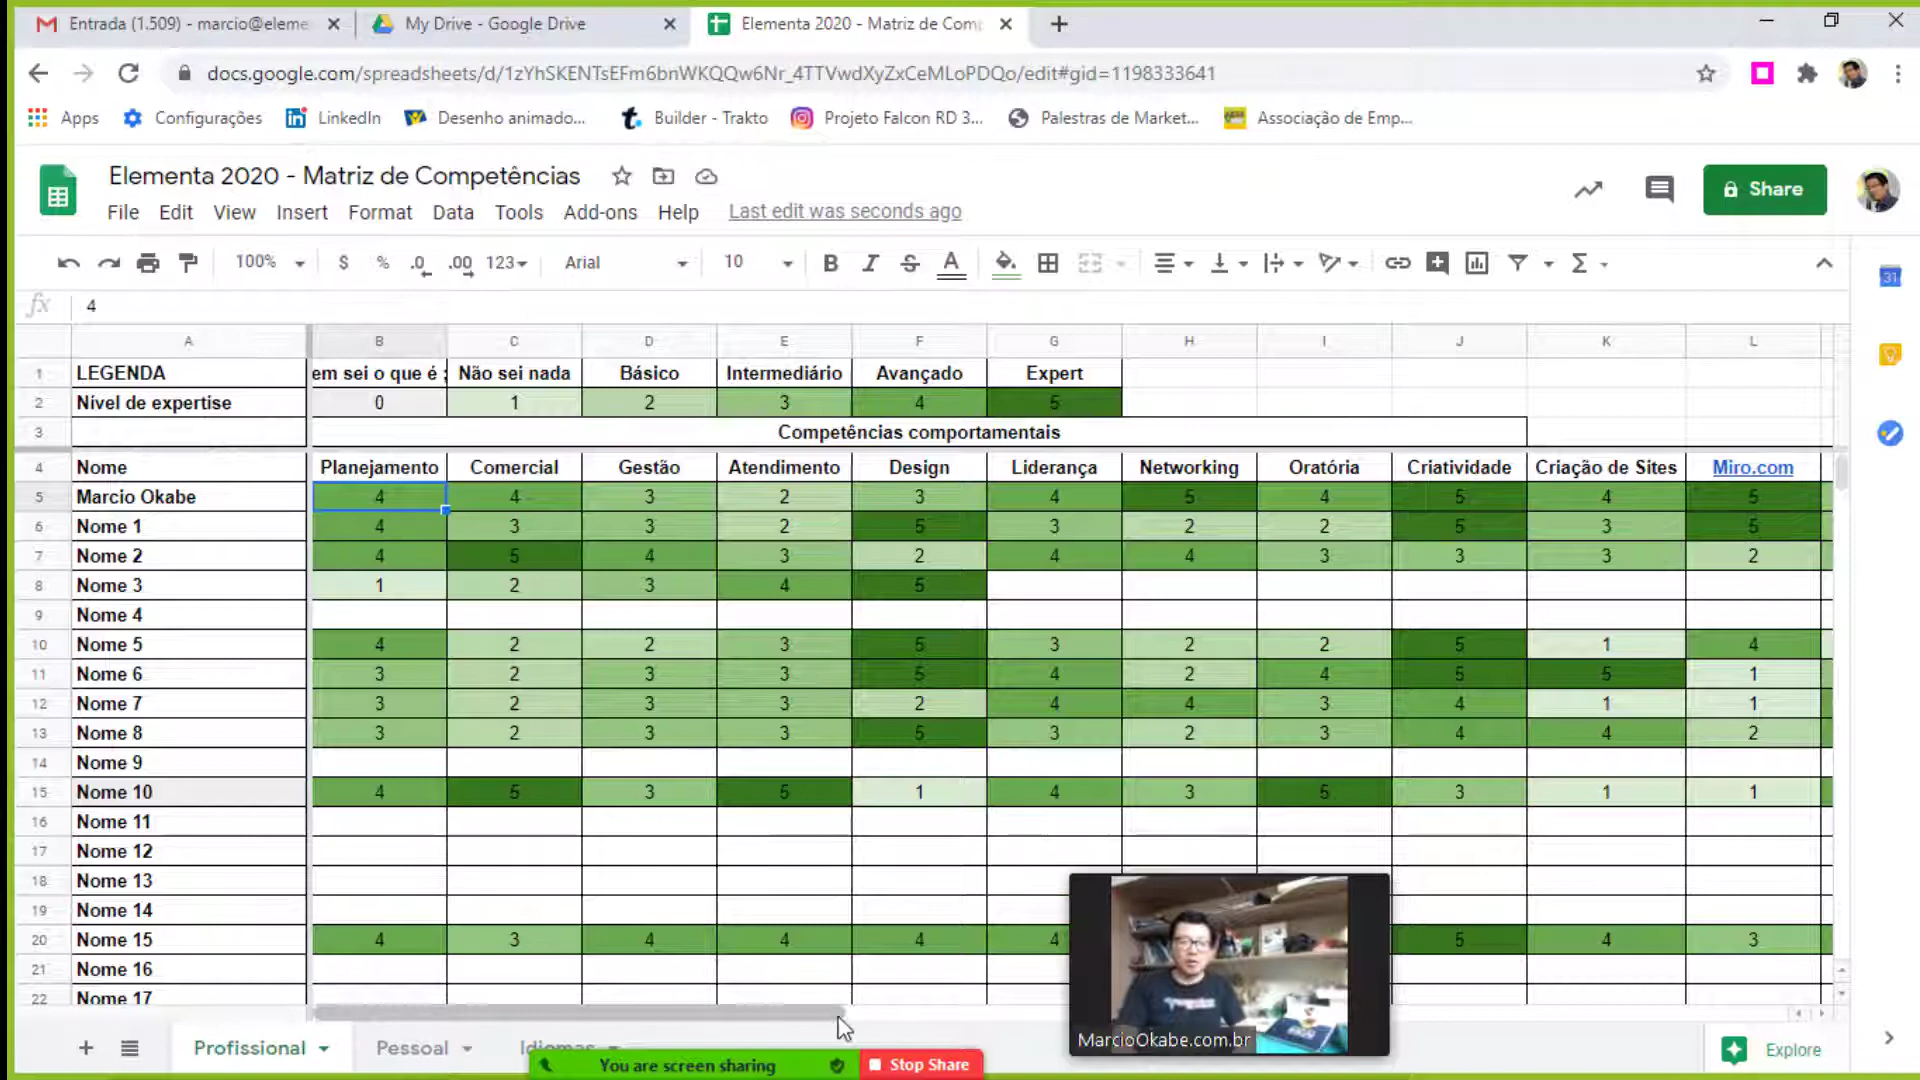 Entrada (1.509) - marcio@eleme
My Drive - Google Drive
Elementa 2020 - Matriz de Com
docs.google.com/spreadsheets/d/1zYhSKENTsEFm6bnWKQQw6Nr_4TTVwdXyZxCeMLoPDQo/edit#gid=1198333641
Apps Configurações LinkedIn Desenho animado... Builder - Trakto Projeto Falcon RD 3... Palestras de Market... Associação de Emp...
Elementa 2020 - Matriz de Competências
Share
File Edit View Insert Format Data Tools Add-ons Help Last edit was seconds ago
100% $ % .0 .00 123 Arial 10 B I S A
31
fx 4
A B C D E F G H I J K L
1 LEGENDA em sei o que é ; Não sei nada Básico Intermediário Avançado Expert
2 Nível de expertise 0 1 2 3 4 5
3 Competências comportamentais
4 Nome Planejamento Comercial Gestão Atendimento Design Liderança Networking Oratória Criatividade Criação de Sites Miro.com
5 Marcio Okabe 4 4 3 2 3 4 5 4 5 4 5
6 Nome 1 4 3 3 2 5 3 2 2 5 3 5
7 Nome 2 4 5 4 3 2 4 4 3 3 3 2
8 Nome 3 1 2 3 4 5
9 Nome 4
10 Nome 5 4 2 2 3 5 3 2 2 5 1 4
11 Nome 6 3 2 3 3 5 4 2 4 5 5 1
12 Nome 7 3 2 3 3 2 4 4 3 4 1 1
13 Nome 8 3 2 3 3 5 3 2 3 4 4 2
14 Nome 9
15 Nome 10 4 5 3 5 1 4 3 5 3 1 1
16 Nome 11
17 Nome 12
18 Nome 13
19 Nome 14
20 Nome 15 4 3 4 4 4 4 5 4 3
21 Nome 16
22 Nome 17
MarcioOkabe.com.br
Profissional Pessoal Idiomas
Explore
You are screen sharing Stop Share